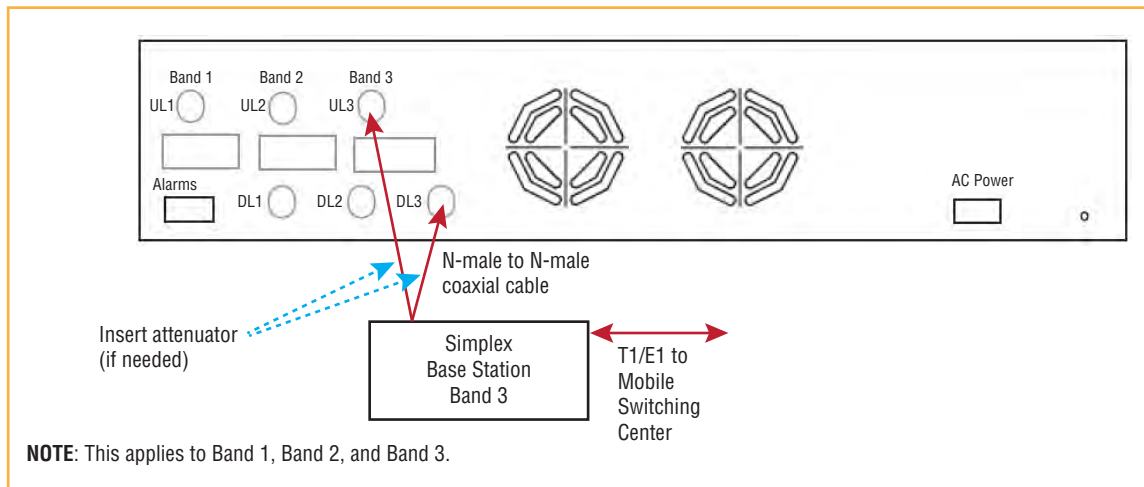 Band 1
Band 2
Band 3
UL1
UL2
UL3
Alarms
DL1
DL2
DL3
AC Power
N-male to N-male
coaxial cable
Insert attenuator
(if needed)
Simplex
Base Station
Band 3
T1/E1 to
Mobile
Switching
Center
NOTE: This applies to Band 1, Band 2, and Band 3.